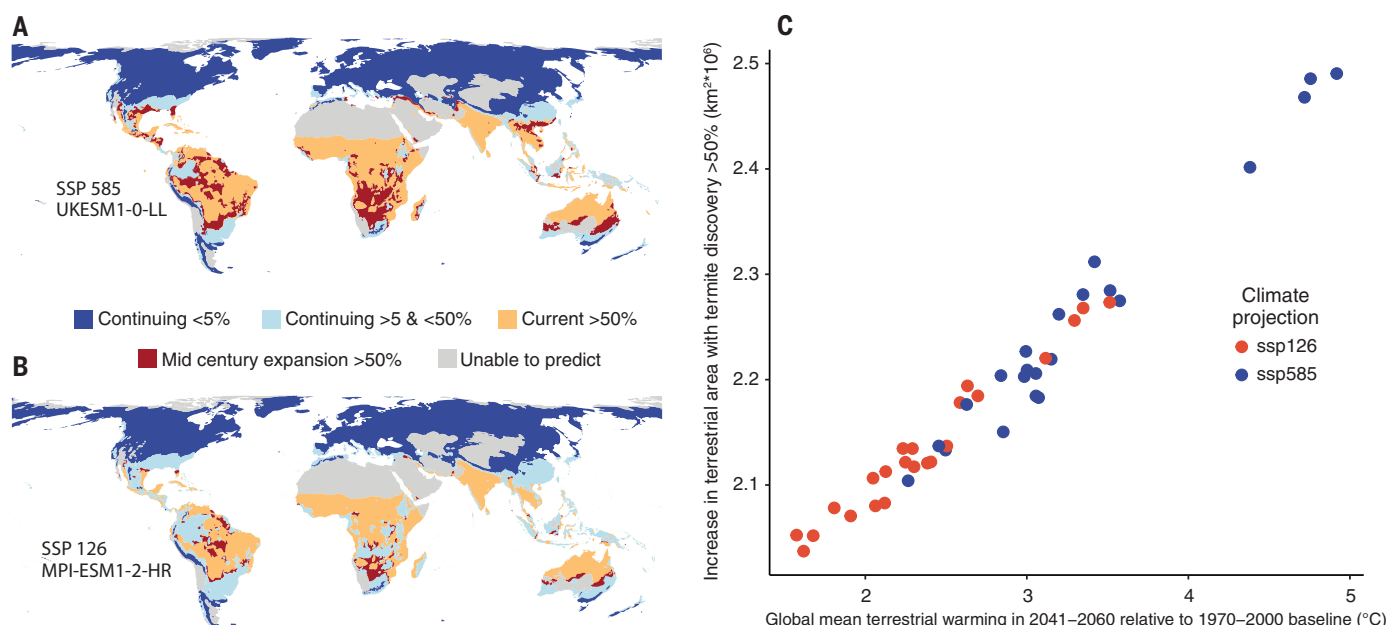 A
SSP 585
UKESM1-0-LL
Continuing <5%
Continuing >5 & <50%
Current >50%
Mid century expansion >50%
Unable to predict
B
SSP 126
MPI-ESM1-2-HR
C
Increase in terrestrial area with termite discovery >50% (km²*10⁶)
2.5
2.4
2.3
2.2
2.1
Climate
projection
ssp126
ssp585
2 3 4 5
Global mean terrestrial warming in 2041–2060 relative to 1970–2000 baseline (°C)